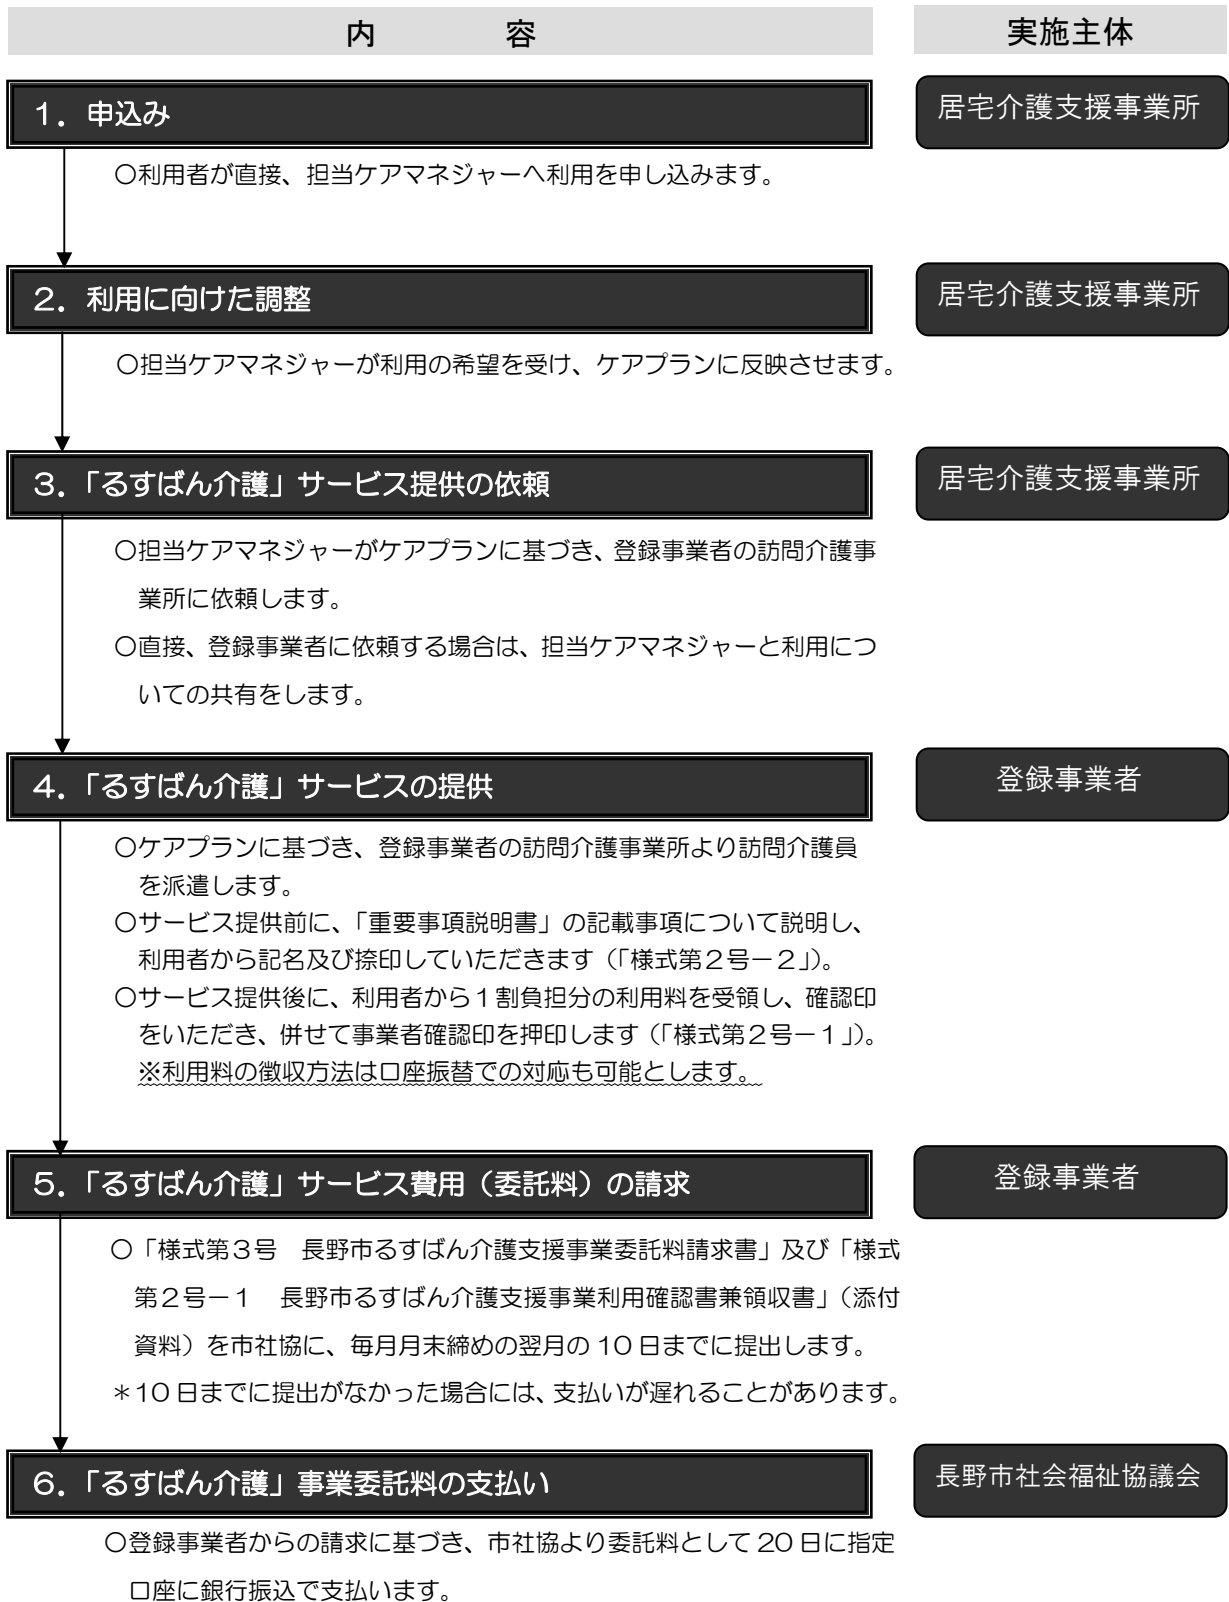 内　　　　容
実施主体
１．申込み
居宅介護支援事業所
〇利用者が直接、担当ケアマネジャーへ利用を申し込みます。
２．利用に向けた調整
居宅介護支援事業所
〇担当ケアマネジャーが利用の希望を受け、ケアプランに反映させます。
３．「るすばん介護」サービス提供の依頼
居宅介護支援事業所
〇担当ケアマネジャーがケアプランに基づき、登録事業者の訪問介護事
業所に依頼します。
〇直接、登録事業者に依頼する場合は、担当ケアマネジャーと利用につ
いての共有をします。
４．「るすばん介護」サービスの提供
登録事業者
〇ケアプランに基づき、登録事業者の訪問介護事業所より訪問介護員
を派遣します。
〇サービス提供前に、「重要事項説明書」の記載事項について説明し、
利用者から記名及び捺印していただきます（「様式第２号－２」）。
〇サービス提供後に、利用者から１割負担分の利用料を受領し、確認印
をいただき、併せて事業者確認印を押印します（「様式第２号－１」）。
※利用料の徴収方法は口座振替での対応も可能とします。
５．「るすばん介護」サービス費用（委託料）の請求
登録事業者
〇「様式第３号　長野市るすばん介護支援事業委託料請求書」及び「様式
第２号－１　長野市るすばん介護支援事業利用確認書兼領収書」（添付
資料）を市社協に、毎月月末締めの翌月の 10 日までに提出します。
＊10 日までに提出がなかった場合には、支払いが遅れることがあります。
６．「るすばん介護」事業委託料の支払い
長野市社会福祉協議会
〇登録事業者からの請求に基づき、市社協より委託料として 20 日に指定
口座に銀行振込で支払います。